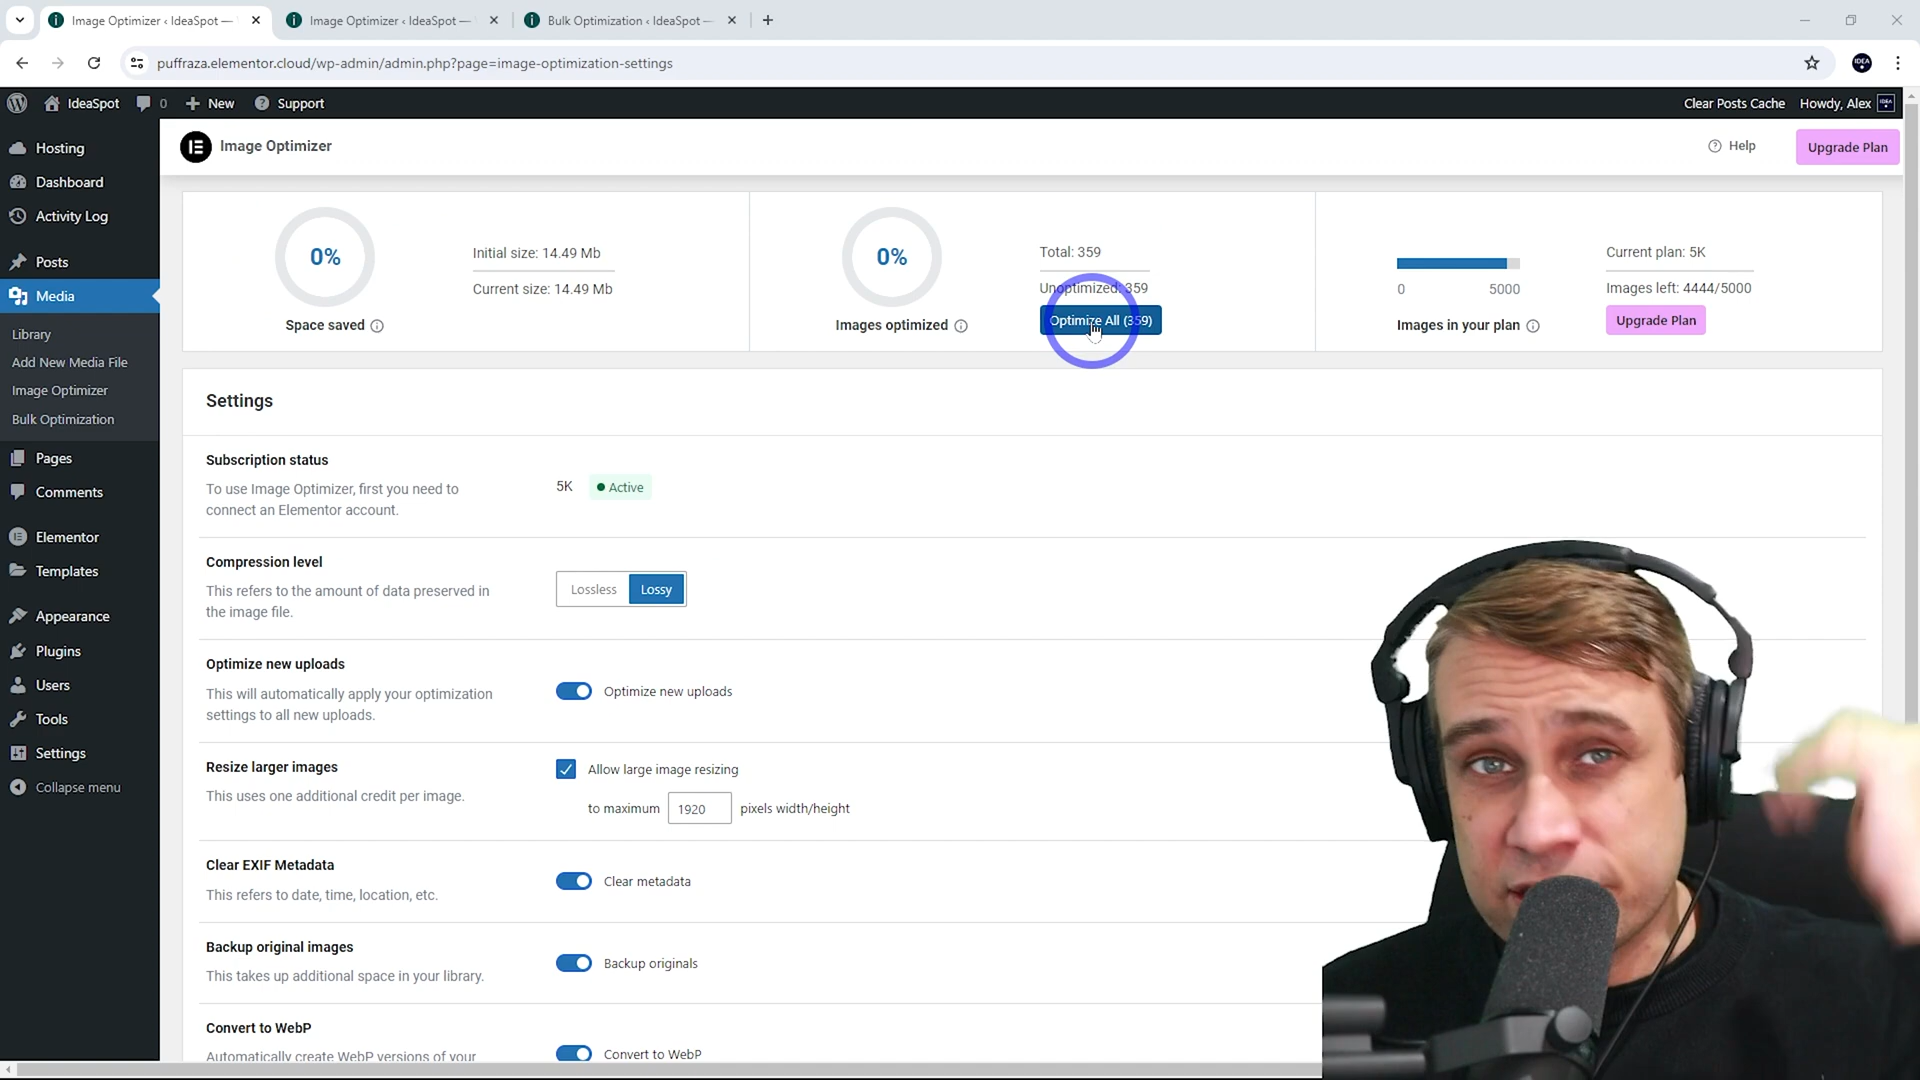 Image Optimizer ‹ IdeaSpot —
Image Optimizer ‹ IdeaSpot —
Bulk Optimization ‹ IdeaSpot —
puffraza.elementor.cloud/wp-admin/admin.php?page=image-optimization-settings
IdeaSpot
0
New
Support
Clear Posts Cache
Howdy, Alex
Hosting
Dashboard
Activity Log
Posts
Media
Library
Add New Media File
Image Optimizer
Bulk Optimization
Pages
Comments
Elementor
Templates
Appearance
Plugins
Users
Tools
Settings
Collapse menu
Image Optimizer
Help
Upgrade Plan
0%
Space saved
Initial size: 14.49 Mb
Current size: 14.49 Mb
0%
Images optimized
Total: 359
Unoptimized: 359
Optimize All (359)
0
5000
Images in your plan
Current plan: 5K
Images left: 4444/5000
Upgrade Plan
Settings
Subscription status
To use Image Optimizer, first you need to
connect an Elementor account.
5K
Active
Compression level
This refers to the amount of data preserved in
the image file.
Lossless
Lossy
Optimize new uploads
This will automatically apply your optimization
settings to all new uploads.
Optimize new uploads
Resize larger images
This uses one additional credit per image.
Allow large image resizing
to maximum 1920 pixels width/height
Clear EXIF Metadata
This refers to date, time, location, etc.
Clear metadata
Backup original images
This takes up additional space in your library.
Backup originals
Convert to WebP
Automatically create WebP versions of your
Convert to WebP